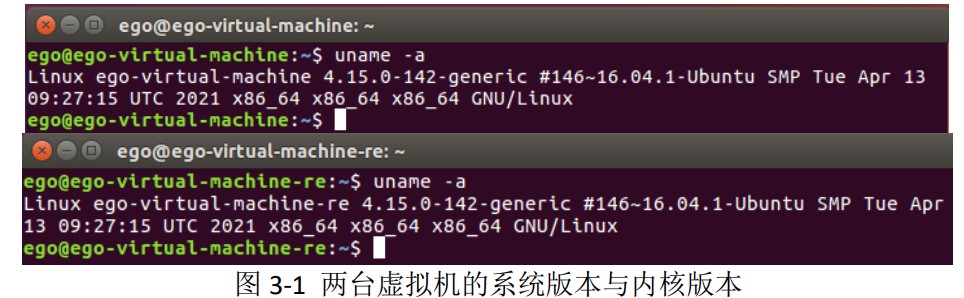 ego@ego-virtual-machine: ~
ego@ego-virtual-machine:~$ uname -a
Linux ego-virtual-machine 4.15.0-142-generic #146~16.04.1-Ubuntu SMP Tue Apr 13
09:27:15 UTC 2021 x86_64 x86_64 x86_64 GNU/Linux
ego@ego-virtual-machine:~$
ego@ego-virtual-machine-re: ~
ego@ego-virtual-machine-re:~$ uname -a
Linux ego-virtual-machine-re 4.15.0-142-generic #146~16.04.1-Ubuntu SMP Tue Apr
13 09:27:15 UTC 2021 x86_64 x86_64 x86_64 GNU/Linux
ego@ego-virtual-machine-re:~$
图 3-1 两台虚拟机的系统版本与内核版本